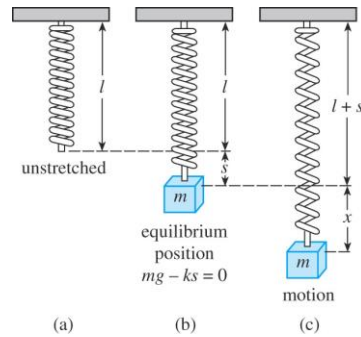 l
unstretched
(a)
l
s
m
equilibrium
position
mg – ks = 0
(b)
l + s
x
m
motion
(c)